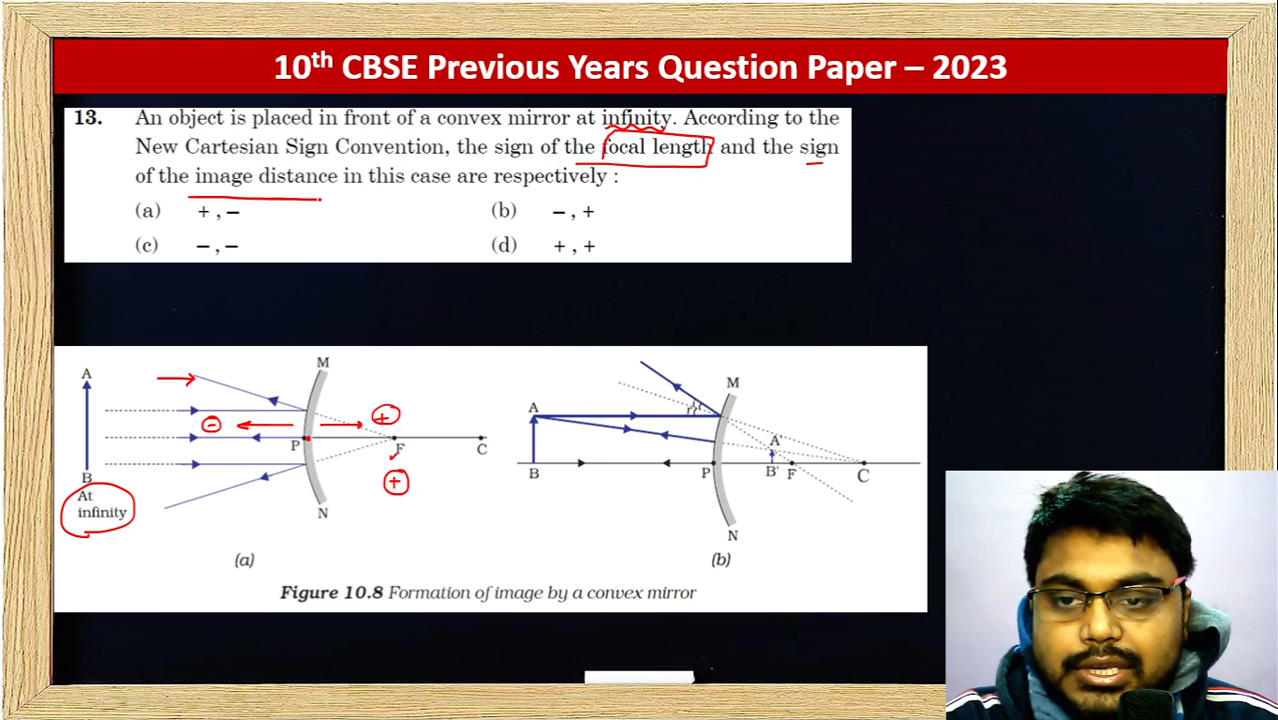 10th CBSE Previous Years Question Paper – 2023
13. An object is placed in front of a convex mirror at infinity. According to the
New Cartesian Sign Convention, the sign of the focal length and the sign
of the image distance in this case are respectively :
(a) + , – (b) – , +
(c) – , – (d) + , +
A
M
- +
P F C
+
B
At
infinity
N
(a)
M
A
r
i
A'
B P B' F C
N
(b)
Figure 10.8 Formation of image by a convex mirror